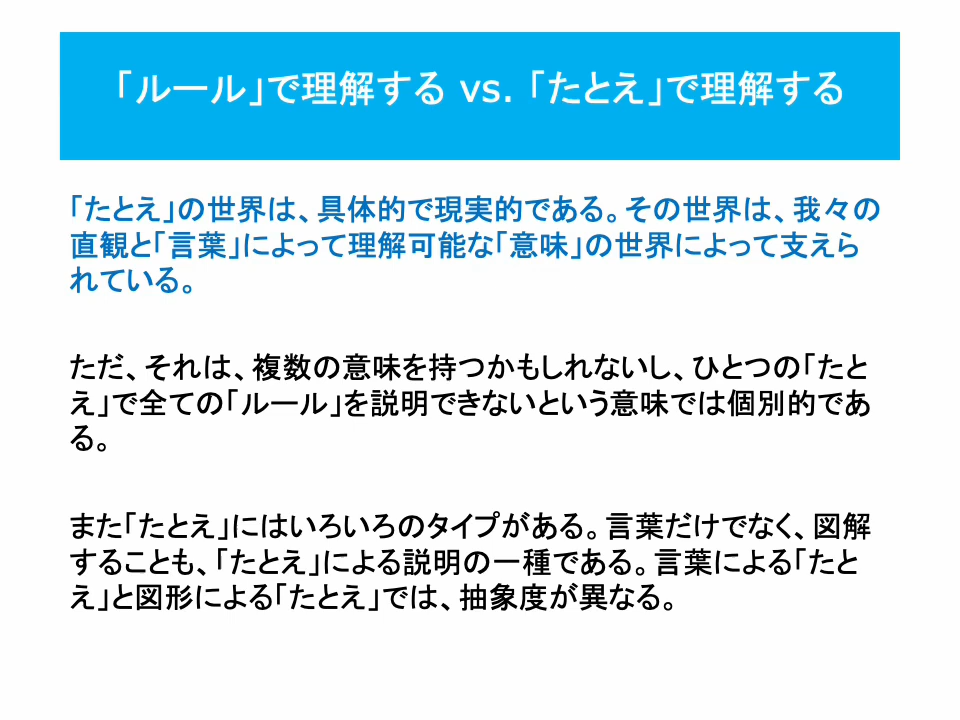 「ルール」で理解する vs. 「たとえ」で理解する
「たとえ」の世界は、具体的で現実的である。その世界は、我々の
直観と「言葉」によって理解可能な「意味」の世界によって支えら
れている。
ただ、それは、複数の意味を持つかもしれないし、ひとつの「たと
え」で全ての「ルール」を説明できないという意味では個別的であ
る。
また「たとえ」にはいろいろのタイプがある。言葉だけでなく、図解
することも、「たとえ」による説明の一種である。言葉による「たと
え」と図形による「たとえ」では、抽象度が異なる。